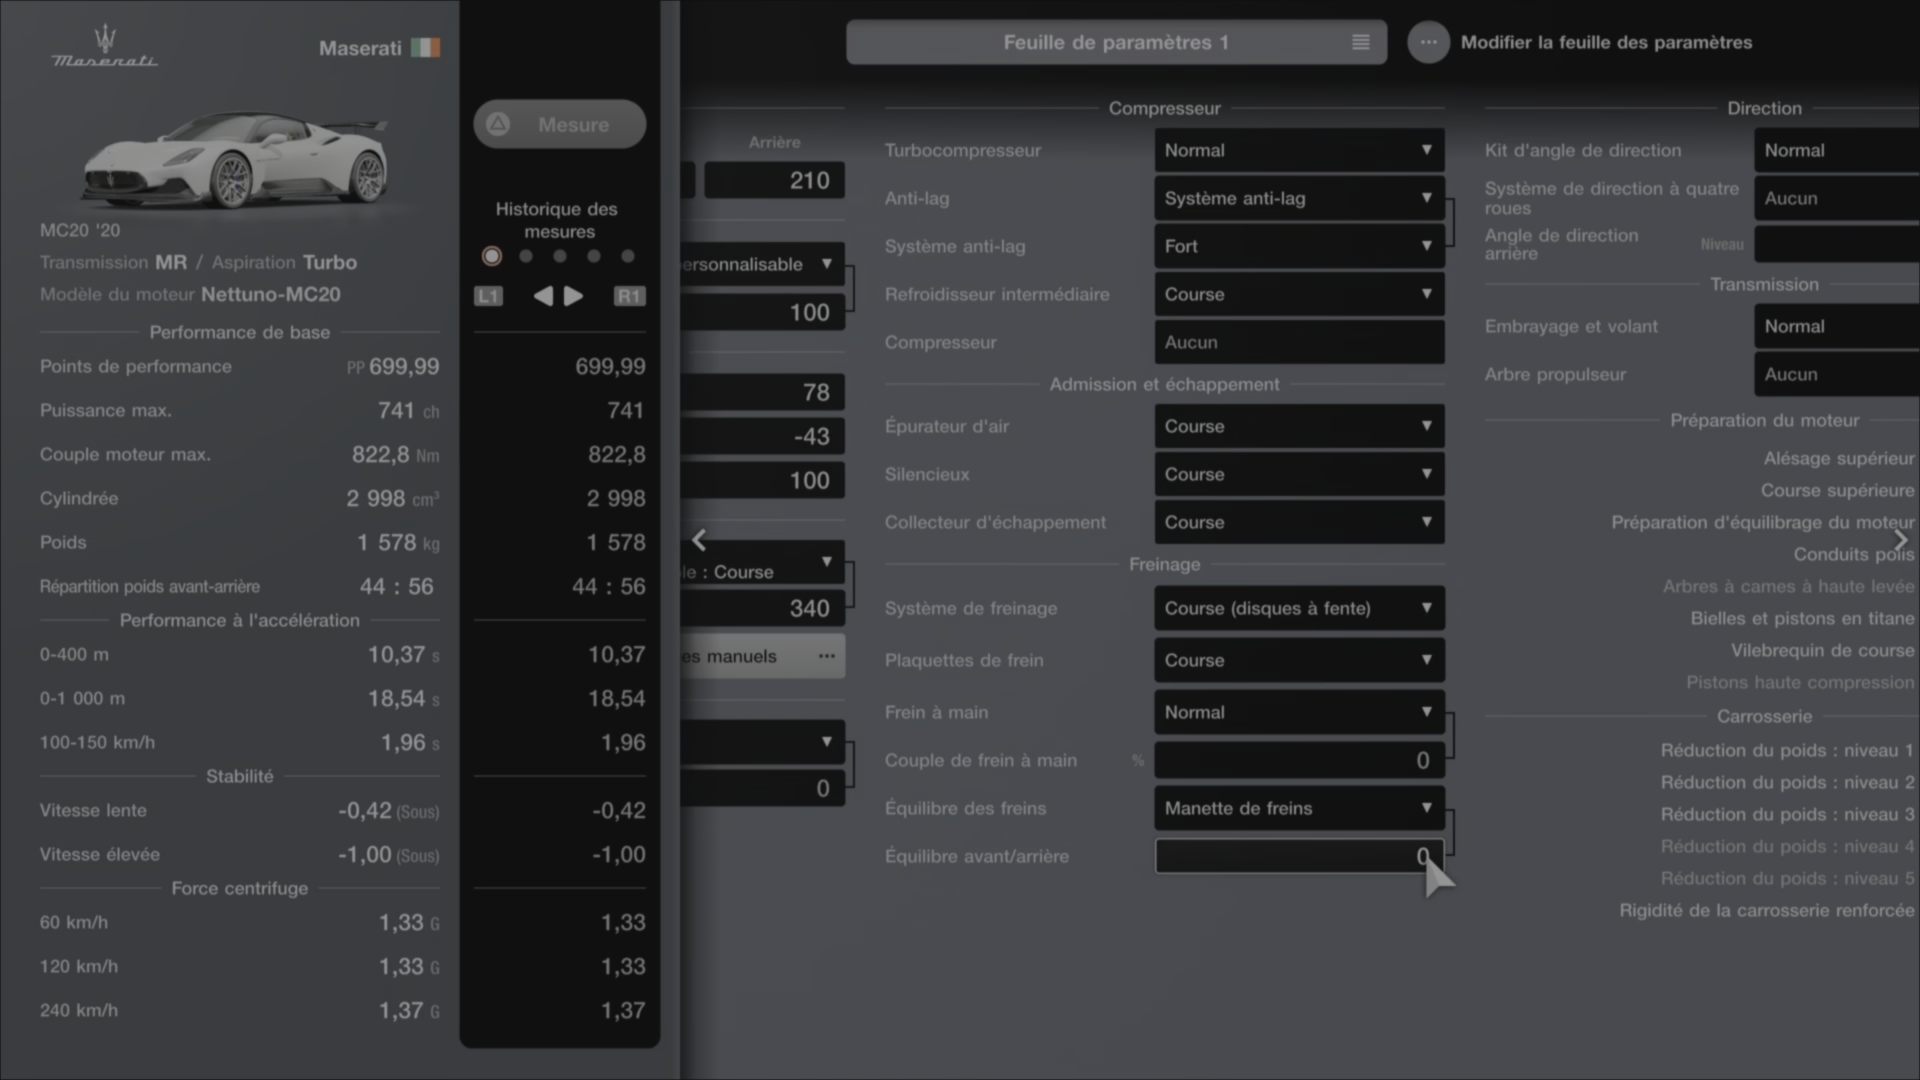 Maserati
Maserati
MC20 '20
Transmission MR / Aspiration Turbo
Modèle du moteur Nettuno-MC20
Performance de base
Points de performance PP 699,99
Puissance max. 741 ch
Couple moteur max. 822,8 Nm
Cylindrée 2 998 cm³
Poids 1 578 kg
Répartition poids avant-arrière 44 : 56
Performance à l'accélération
0-400 m 10,37 s
0-1 000 m 18,54 s
100-150 km/h 1,96 s
Stabilité
Vitesse lente -0,42 (Sous)
Vitesse élevée -1,00 (Sous)
Force centrifuge
60 km/h 1,33 G
120 km/h 1,33 G
240 km/h 1,37 G
Mesure
Historique des
mesures
L1 R1
699,99
741
822,8
2 998
1 578
44 : 56
10,37
18,54
1,96
-0,42
-1,00
1,33
1,33
1,37
Feuille de paramètres 1
Modifier la feuille des paramètres
Arrière
210
ersonnalisable
100
78
-43
100
le : Course
340
es manuels
0
Compresseur
Turbocompresseur Normal
Anti-lag Système anti-lag
Système anti-lag Fort
Refroidisseur intermédiaire Course
Compresseur Aucun
Admission et échappement
Épurateur d'air Course
Silencieux Course
Collecteur d'échappement Course
Freinage
Système de freinage Course (disques à fente)
Plaquettes de frein Course
Frein à main Normal
Couple de frein à main % 0
Équilibre des freins Manette de freins
Équilibre avant/arrière 0
Direction
Kit d'angle de direction Normal
Système de direction à quatre
roues Aucun
Angle de direction
arrière Niveau
Transmission
Embrayage et volant Normal
Arbre propulseur Aucun
Préparation du moteur
Alésage supérieur
Course supérieure
Préparation d'équilibrage du moteur
Conduits polis
Arbres à cames à haute levée
Bielles et pistons en titane
Vilebrequin de course
Pistons haute compression
Carrosserie
Réduction du poids : niveau 1
Réduction du poids : niveau 2
Réduction du poids : niveau 3
Réduction du poids : niveau 4
Réduction du poids : niveau 5
Rigidité de la carrosserie renforcée